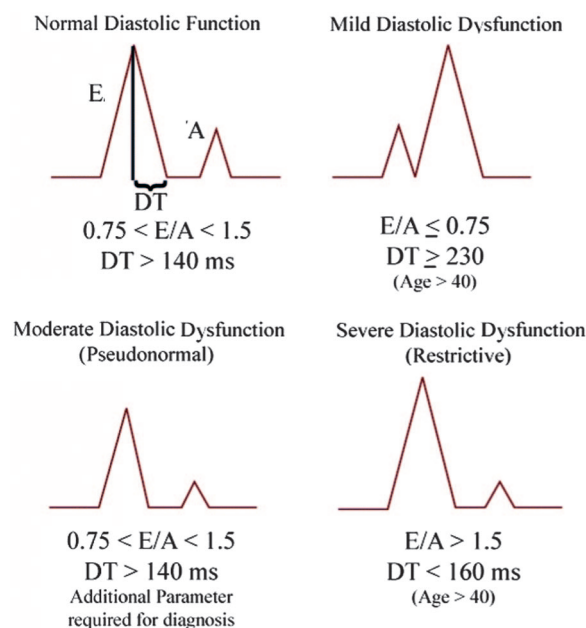 Normal Diastolic Function
E
A
DT
0.75 < E/A < 1.5
DT > 140 ms
Mild Diastolic Dysfunction
E/A ≤ 0.75
DT ≥ 230
(Age > 40)
Moderate Diastolic Dysfunction
(Pseudonormal)
0.75 < E/A < 1.5
DT > 140 ms
Additional Parameter
required for diagnosis
Severe Diastolic Dysfunction
(Restrictive)
E/A > 1.5
DT < 160 ms
(Age > 40)